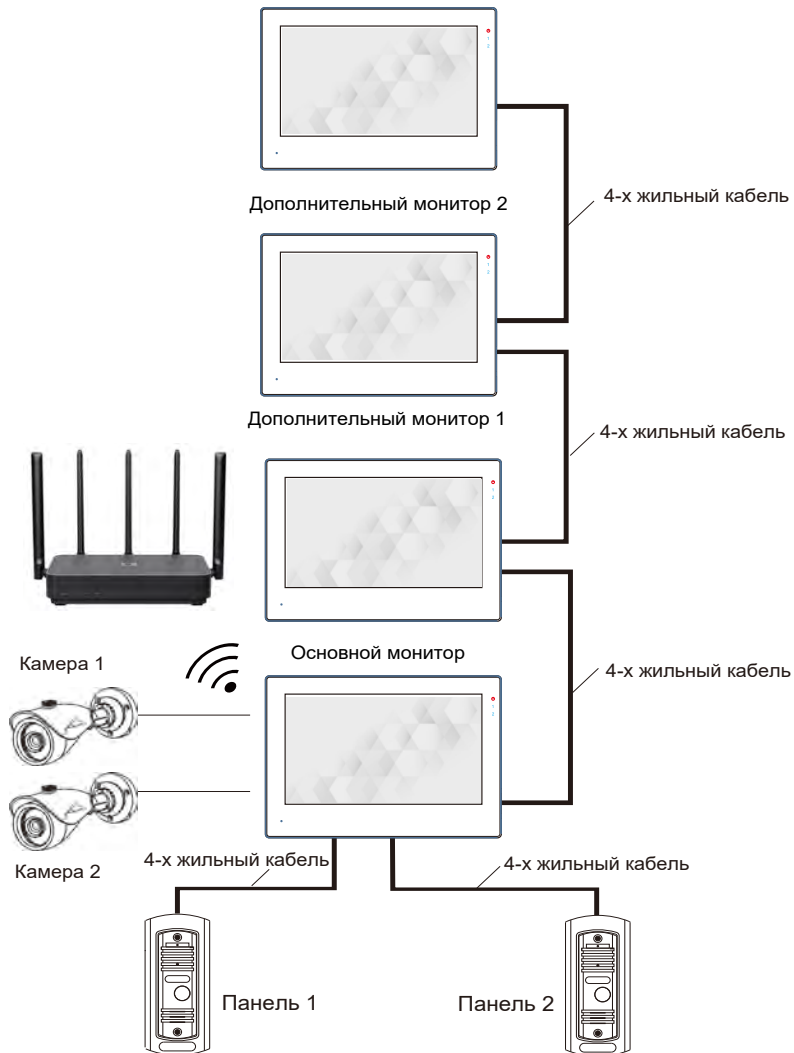 4-х жильный кабель
Дополнительный монитор 2
Дополнительный монитор 1
4-х жильный кабель
Основной монитор
Камера 1
4-х жильный кабель
Камера 2
4-х жильный кабель
4-х жильный кабель
Панель 1
Панель 2